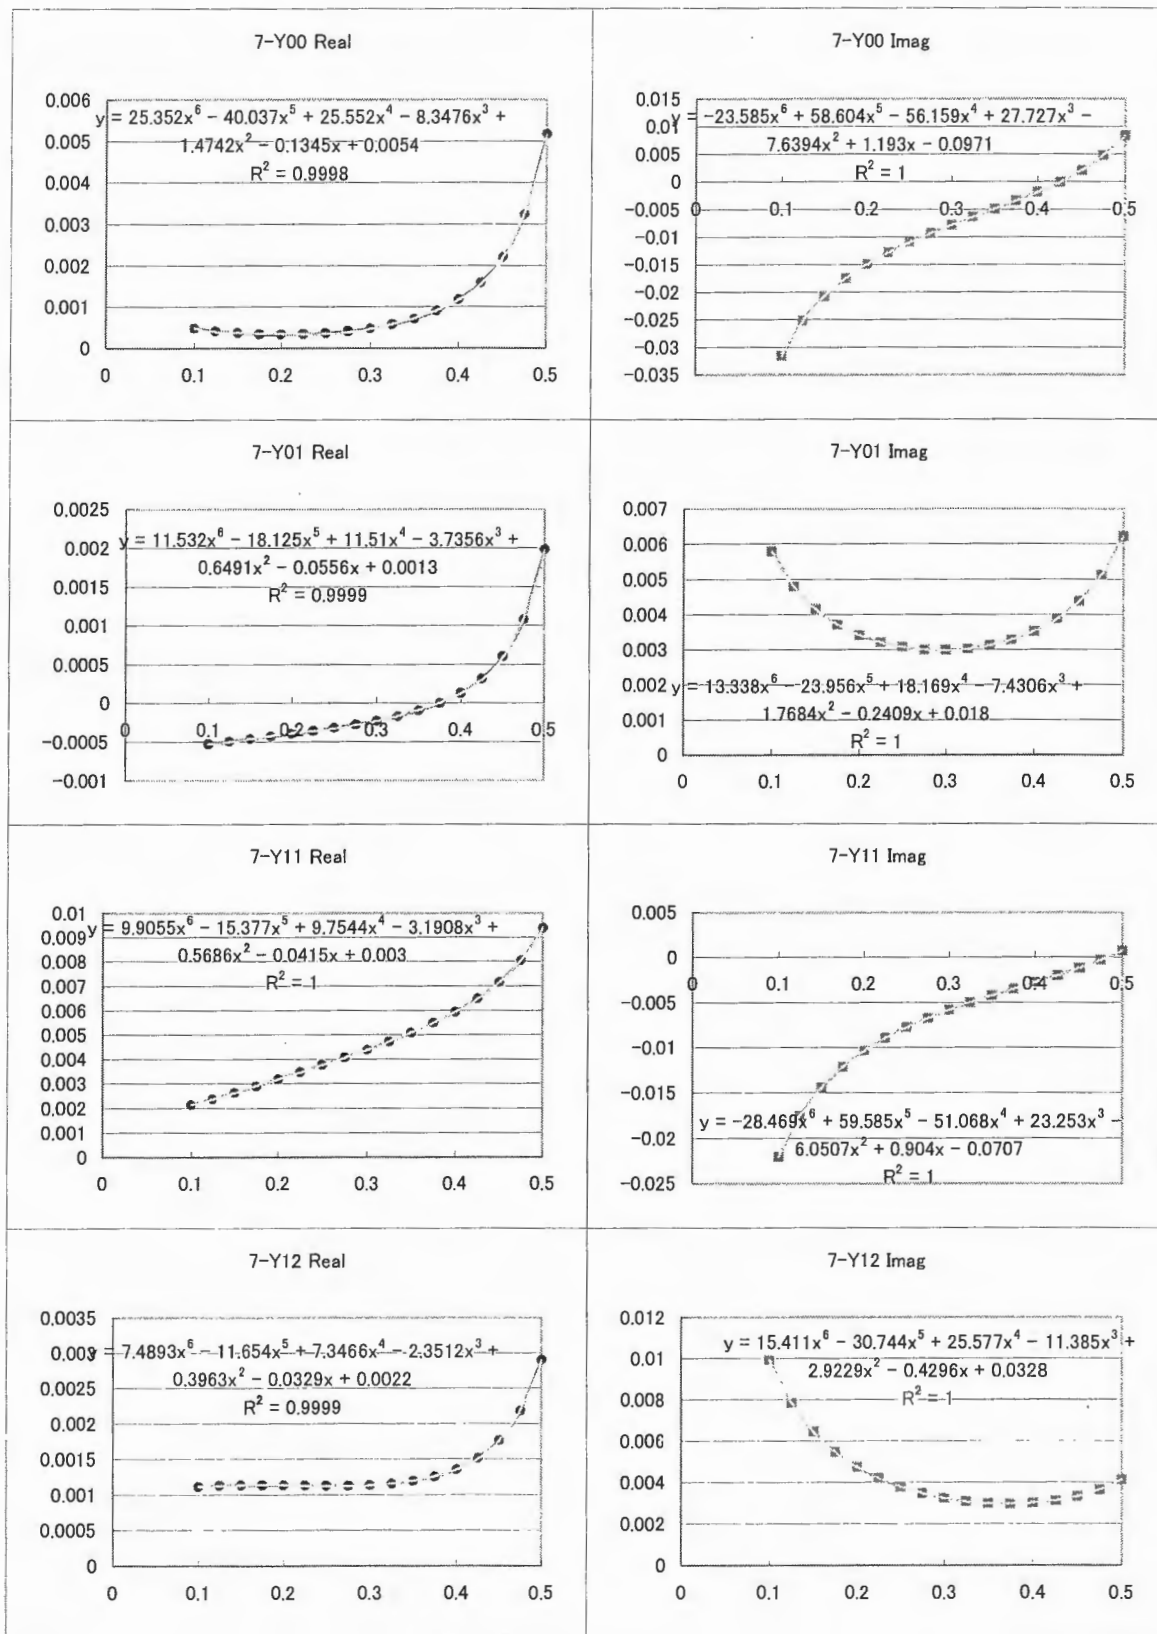 7-Y00 Real
0.006
0.005
0.004
0.003
0.002
0.001
0
y = 25.352x⁶ − 40.037x⁵ + 25.552x⁴ − 8.3476x³ +
1.4742x² − 0.1345x + 0.0054
R² = 0.9998
0 0.1 0.2 0.3 0.4 0.5
7-Y00 Imag
0.015
0.01
0.005
0
−0.005
−0.01
−0.015
−0.02
−0.025
−0.03
−0.035
y = −23.585x⁶ + 58.604x⁵ − 56.159x⁴ + 27.727x³ −
7.6394x² + 1.193x − 0.0971
R² = 1
0 0.1 0.2 0.3 0.4 0.5
7-Y01 Real
0.0025
0.002
0.0015
0.001
0.0005
0
−0.0005
−0.001
y = 11.532x⁶ − 18.125x⁵ + 11.51x⁴ − 3.7356x³ +
0.6491x² − 0.0556x + 0.0013
R² = 0.9999
0 0.1 0.2 0.3 0.4 0.5
7-Y01 Imag
0.007
0.006
0.005
0.004
0.003
0.002
0.001
0
y = 13.338x⁶ − 23.956x⁵ + 18.169x⁴ − 7.4306x³ +
1.7684x² − 0.2409x + 0.018
R² = 1
0 0.1 0.2 0.3 0.4 0.5
7-Y11 Real
0.01
0.009
0.008
0.007
0.006
0.005
0.004
0.003
0.002
0.001
0
y = 9.9055x⁶ − 15.377x⁵ + 9.7544x⁴ − 3.1908x³ +
0.5686x² − 0.0415x + 0.003
R² = 1
0 0.1 0.2 0.3 0.4 0.5
7-Y11 Imag
0.005
0
−0.005
−0.01
−0.015
−0.02
−0.025
0 0.1 0.2 0.3 0.4 0.5
y = −28.469x⁶ + 59.585x⁵ − 51.068x⁴ + 23.253x³ −
6.0507x² + 0.904x − 0.0707
R² = 1
7-Y12 Real
0.0035
0.003
0.0025
0.002
0.0015
0.001
0.0005
0
y = 7.4893x⁶ − 11.654x⁵ + 7.3466x⁴ − 2.3512x³ +
0.3963x² − 0.0329x + 0.0022
R² = 0.9999
0 0.1 0.2 0.3 0.4 0.5
7-Y12 Imag
0.012
0.01
0.008
0.006
0.004
0.002
0
y = 15.411x⁶ − 30.744x⁵ + 25.577x⁴ − 11.385x³ +
2.9229x² − 0.4296x + 0.0328
R² = 1
0 0.1 0.2 0.3 0.4 0.5